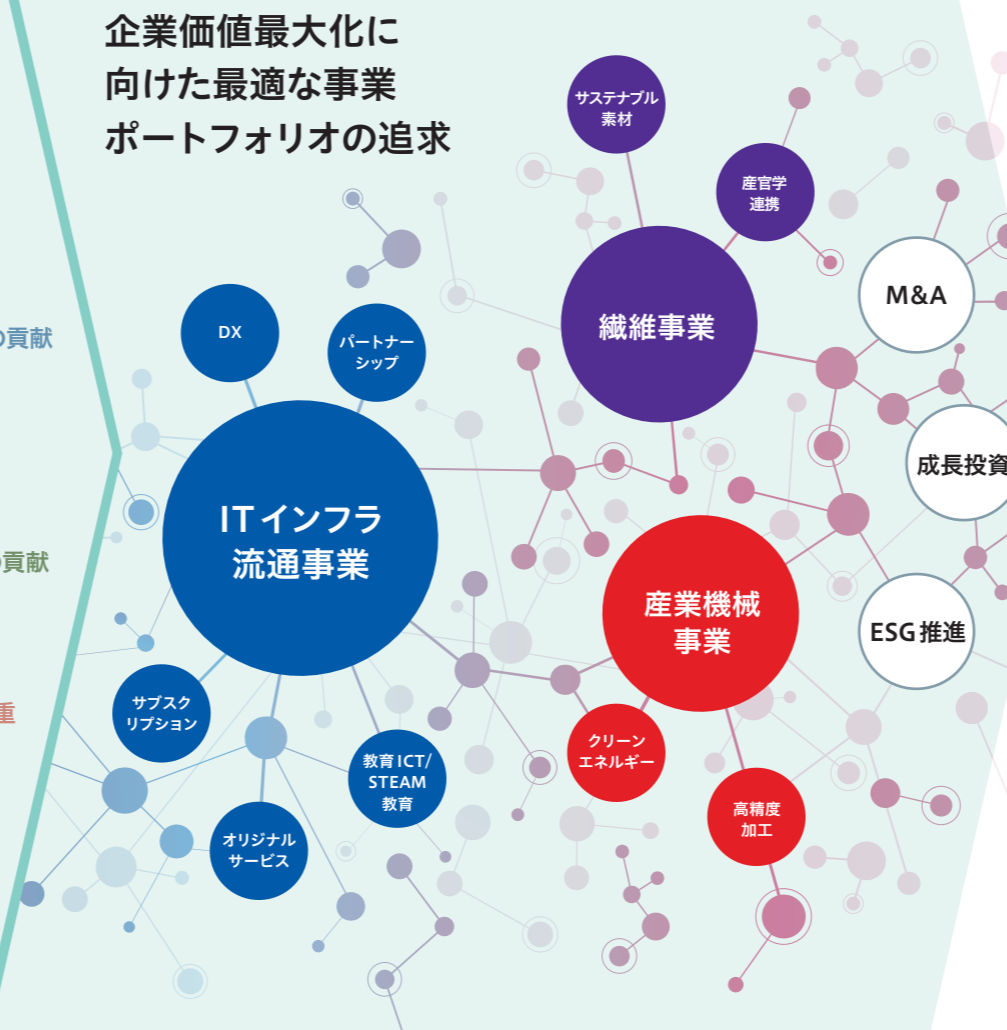 企業価値最大化に
向けた最適な事業
ポートフォリオの追求
の貢献
の貢献
重
サステナブル
素材
産官学
連携
繊維事業
M&A
成長投資
ESG推進
DX
パートナー
シップ
ITインフラ
流通事業
サブスク
リプション
オリジナル
サービス
教育ICT/
STEAM
教育
産業機械
事業
クリーン
エネルギー
高精度
加工